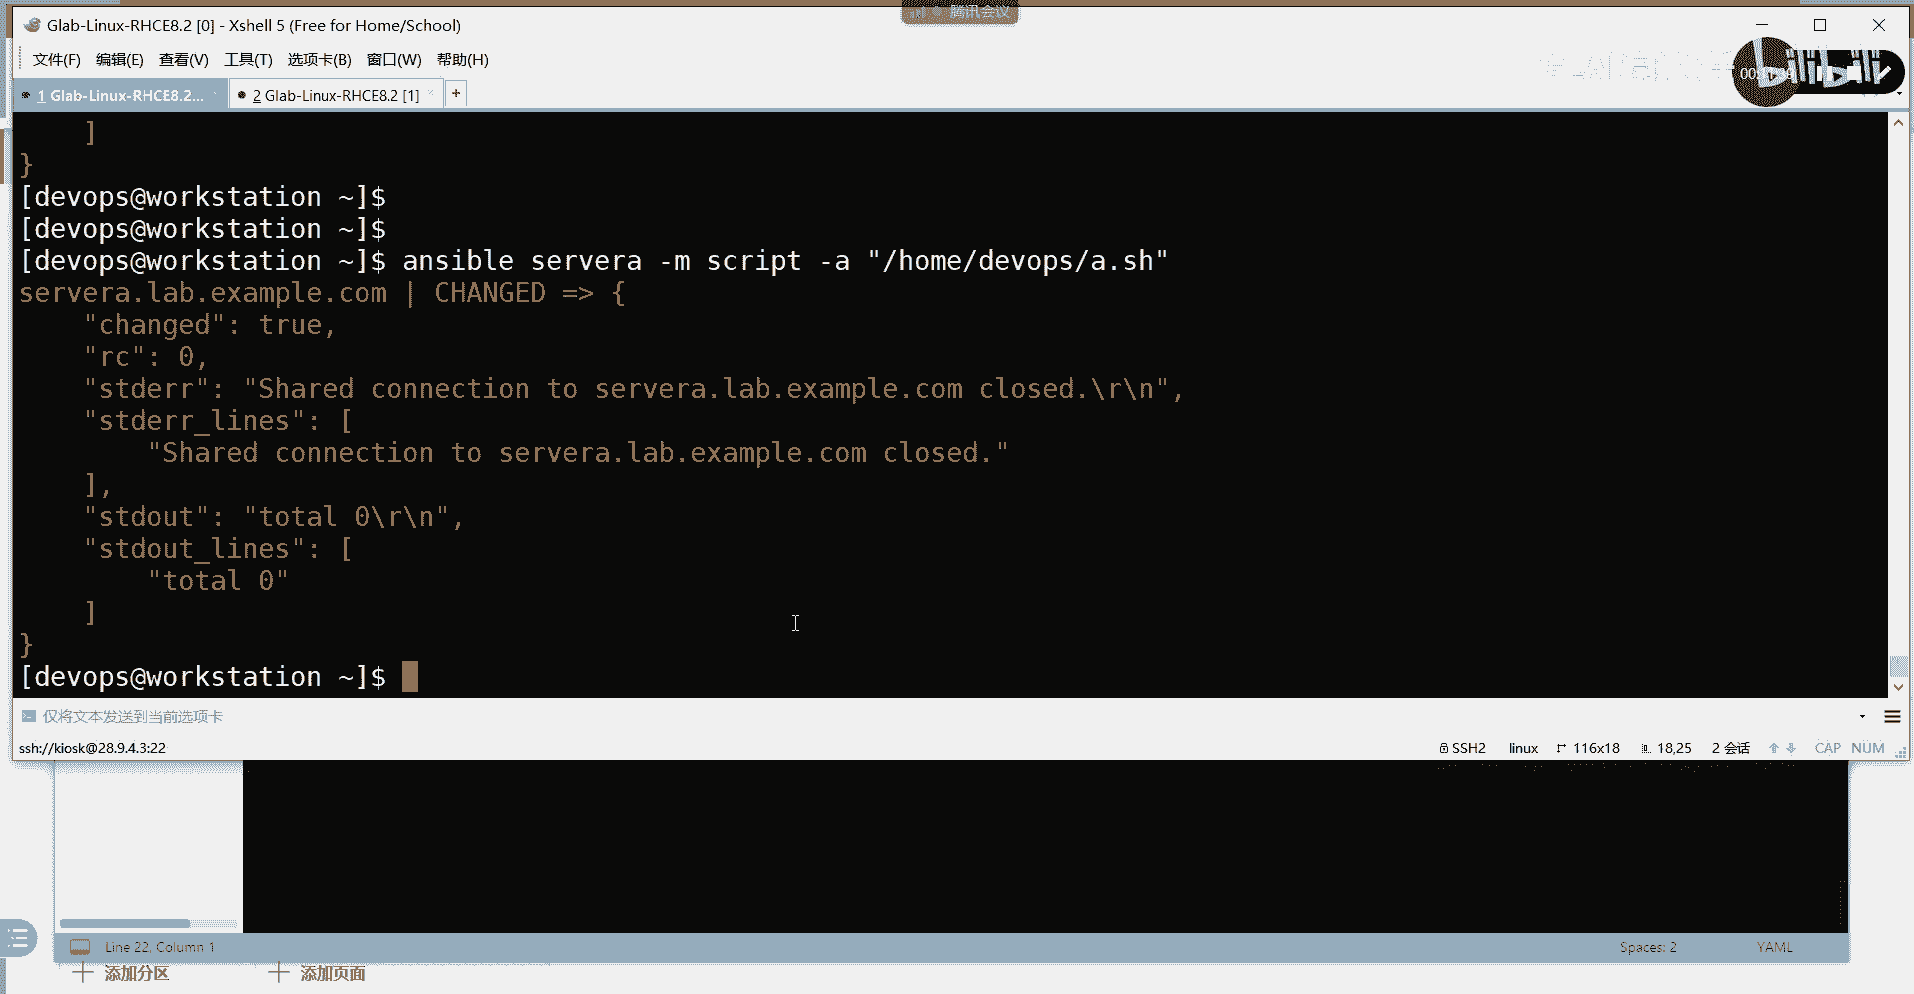 腾讯会议
Glab-Linux-RHCE8.2 [0] - Xshell 5 (Free for Home/School)
文件(F) 编辑(E) 查看(V) 工具(T) 选项卡(B) 窗口(W) 帮助(H)
1 Glab-Linux-RHCE8.2... 2 Glab-Linux-RHCE8.2 [1] +
    ]
}
[devops@workstation ~]$
[devops@workstation ~]$
[devops@workstation ~]$ ansible servera -m script -a "/home/devops/a.sh"
servera.lab.example.com | CHANGED => {
    "changed": true,
    "rc": 0,
    "stderr": "Shared connection to servera.lab.example.com closed.\r\n",
    "stderr_lines": [
        "Shared connection to servera.lab.example.com closed."
    ],
    "stdout": "total 0\r\n",
    "stdout_lines": [
        "total 0"
    ]
}
[devops@workstation ~]$
仅将文本发送到当前选项卡
ssh://kiosk@28.9.4.3:22 SSH2 linux 116x18 18,25 2 会话 CAP NUM
Line 22, Column 1 Spaces: 2 YAML
添加分区 添加页面